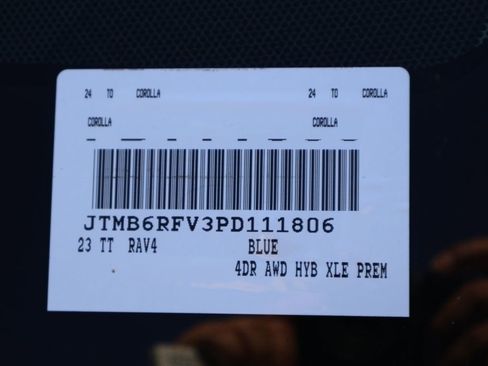 24 TO COROLLA 24 TO COROLLA
COROLLA COROLLA
JTMB6RFV3PD111806
23 TT RAV4 BLUE
4DR AWD HYB XLE PREM